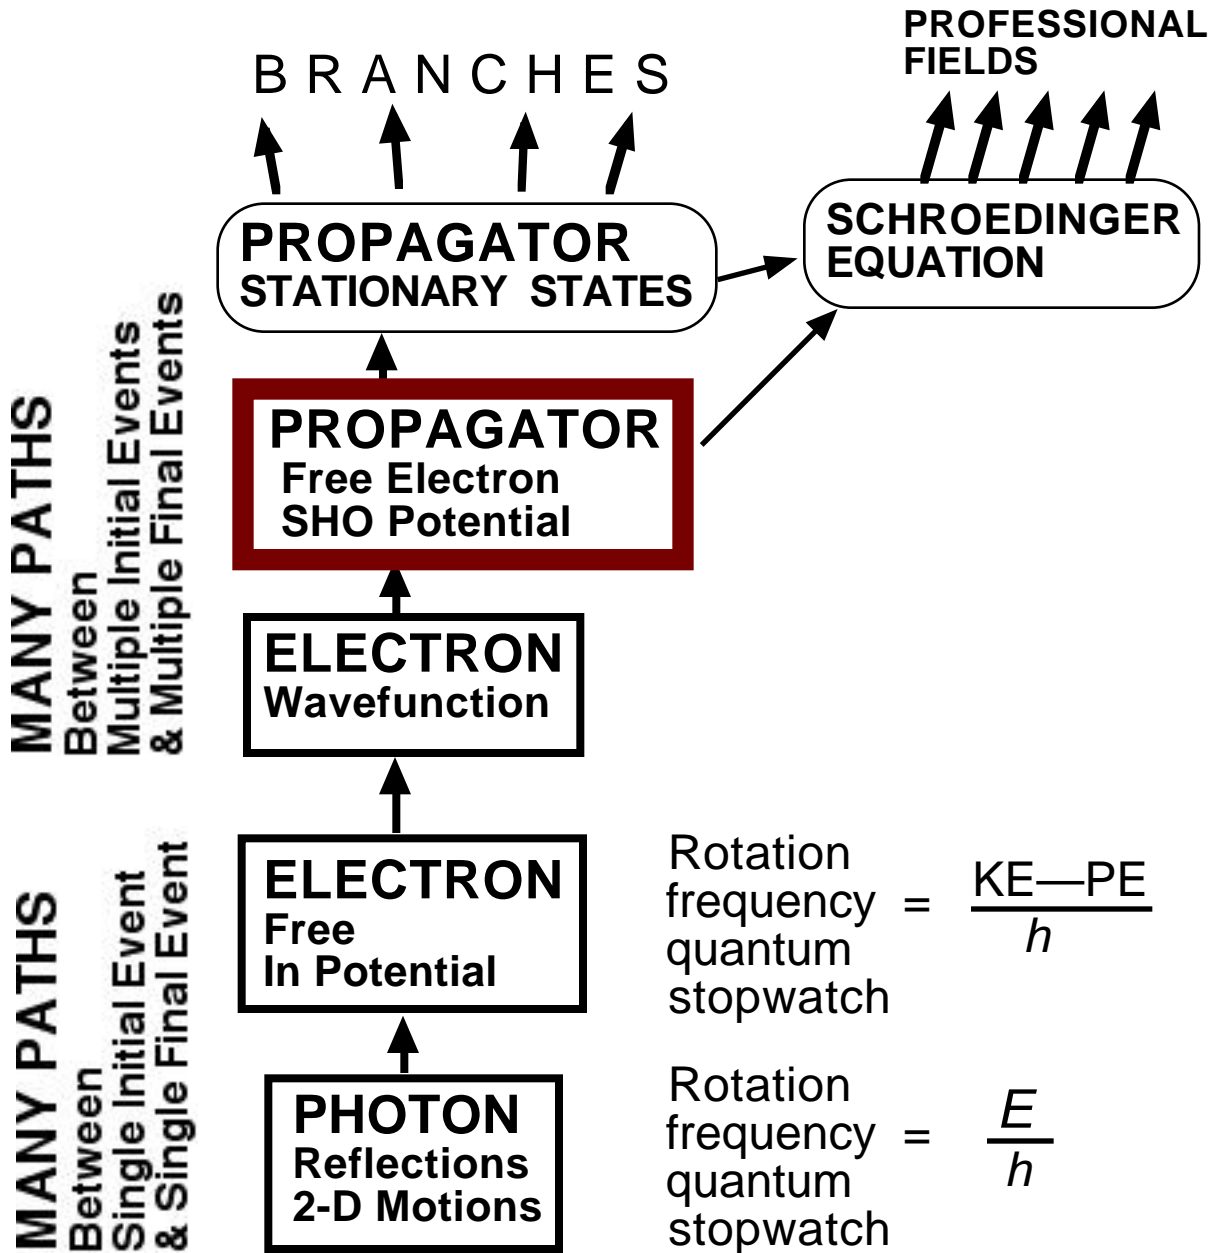 PROFESSIONAL
FIELDS
BRANCHES
PROPAGATOR
STATIONARY STATES
SCHROEDINGER
EQUATION
MANY PATHS
Between
Multiple Initial Events
& Multiple Final Events
PROPAGATOR
Free Electron
SHO Potential
ELECTRON
Wavefunction
MANY PATHS
Between
Single Initial Event
& Single Final Event
ELECTRON
Free
In Potential
Rotation
frequency
quantum
stopwatch
=
KE—PE
h
PHOTON
Reflections
2-D Motions
Rotation
frequency
quantum
stopwatch
=
E
h